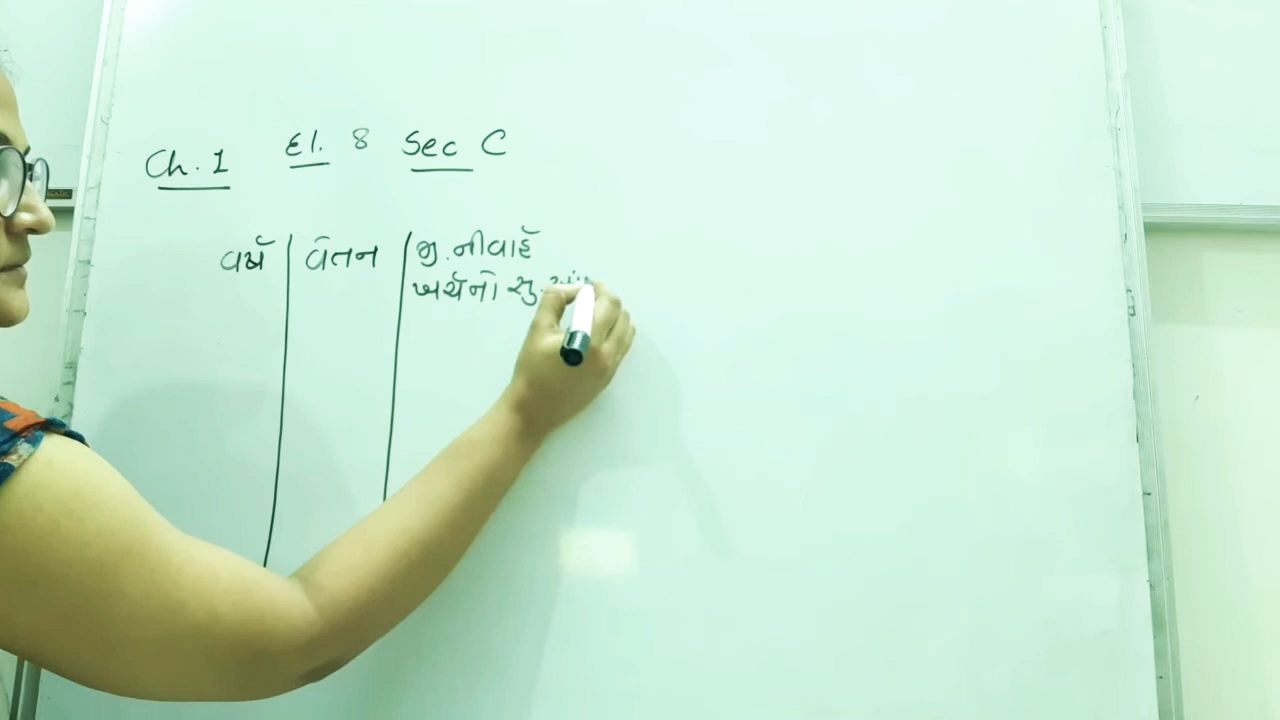 Ch. 1 દા. 8 Sec C
વર્ષ વેતન જી.નીર્વાહ
ખર્ચનો સુ.